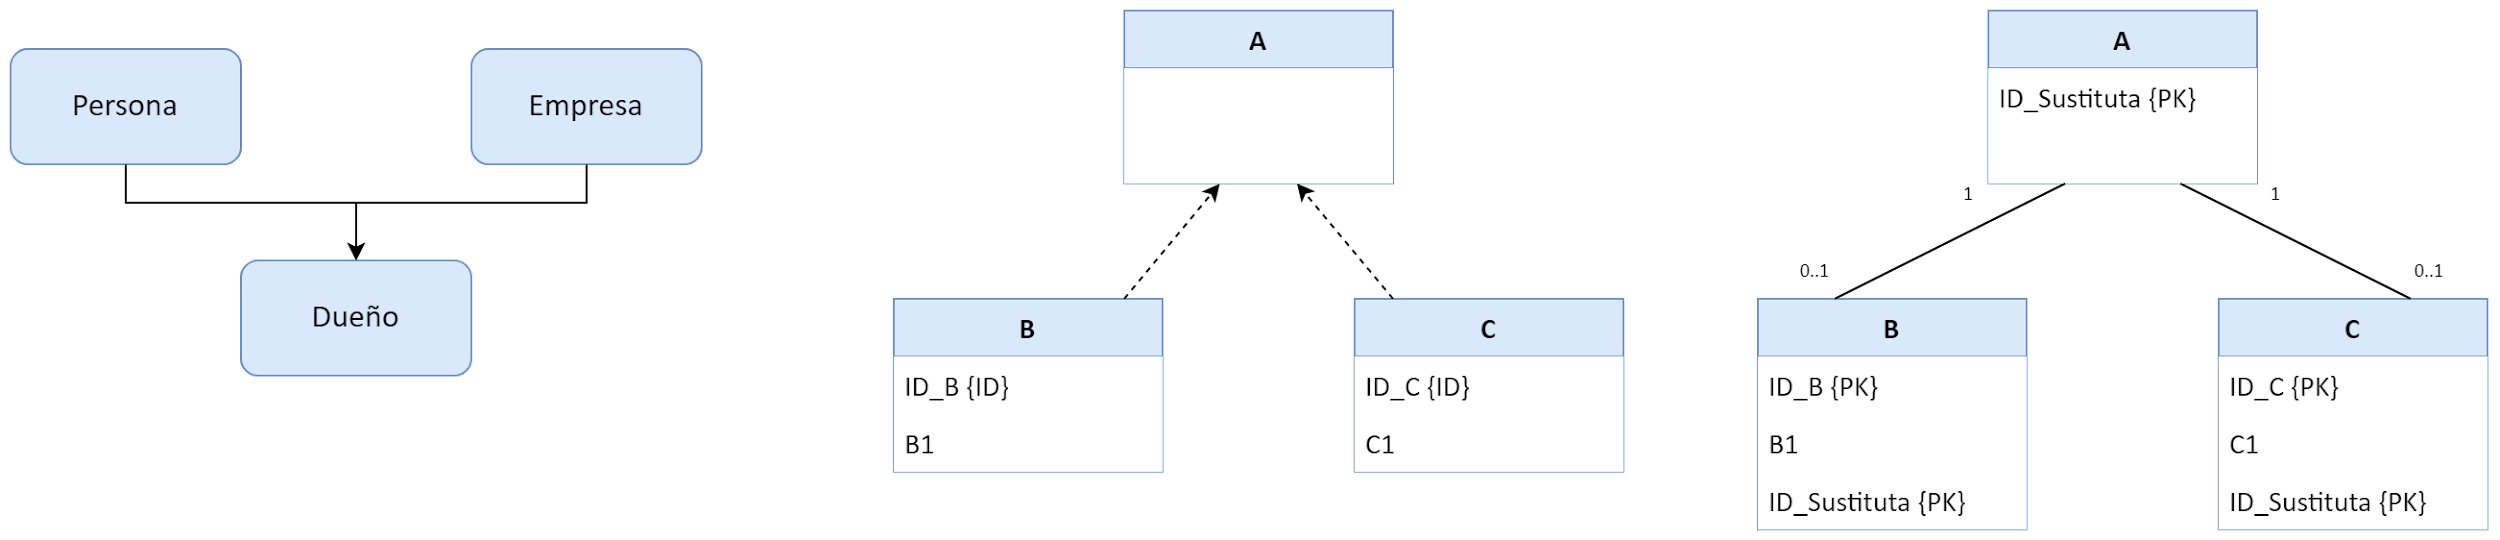 Persona
Empresa
Dueño
A
B
ID_B {ID}
B1
C
ID_C {ID}
C1
A
ID_Sustituta {PK}
1
1
0..1
0..1
B
ID_B {PK}
B1
ID_Sustituta {PK}
C
ID_C {PK}
C1
ID_Sustituta {PK}